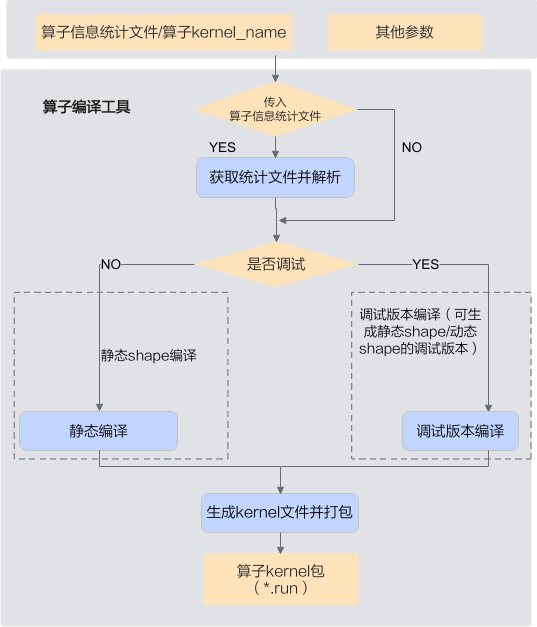 算子信息统计文件/算子kernel_name
其他参数
算子编译工具
传入
算子信息统计文件
YES
NO
获取统计文件并解析
是否调试
NO
YES
静态shape编译
调试版本编译（可生
成静态shape/动态
shape的调试版本）
静态编译
调试版本编译
生成kernel文件并打包
算子kernel包
（*.run）